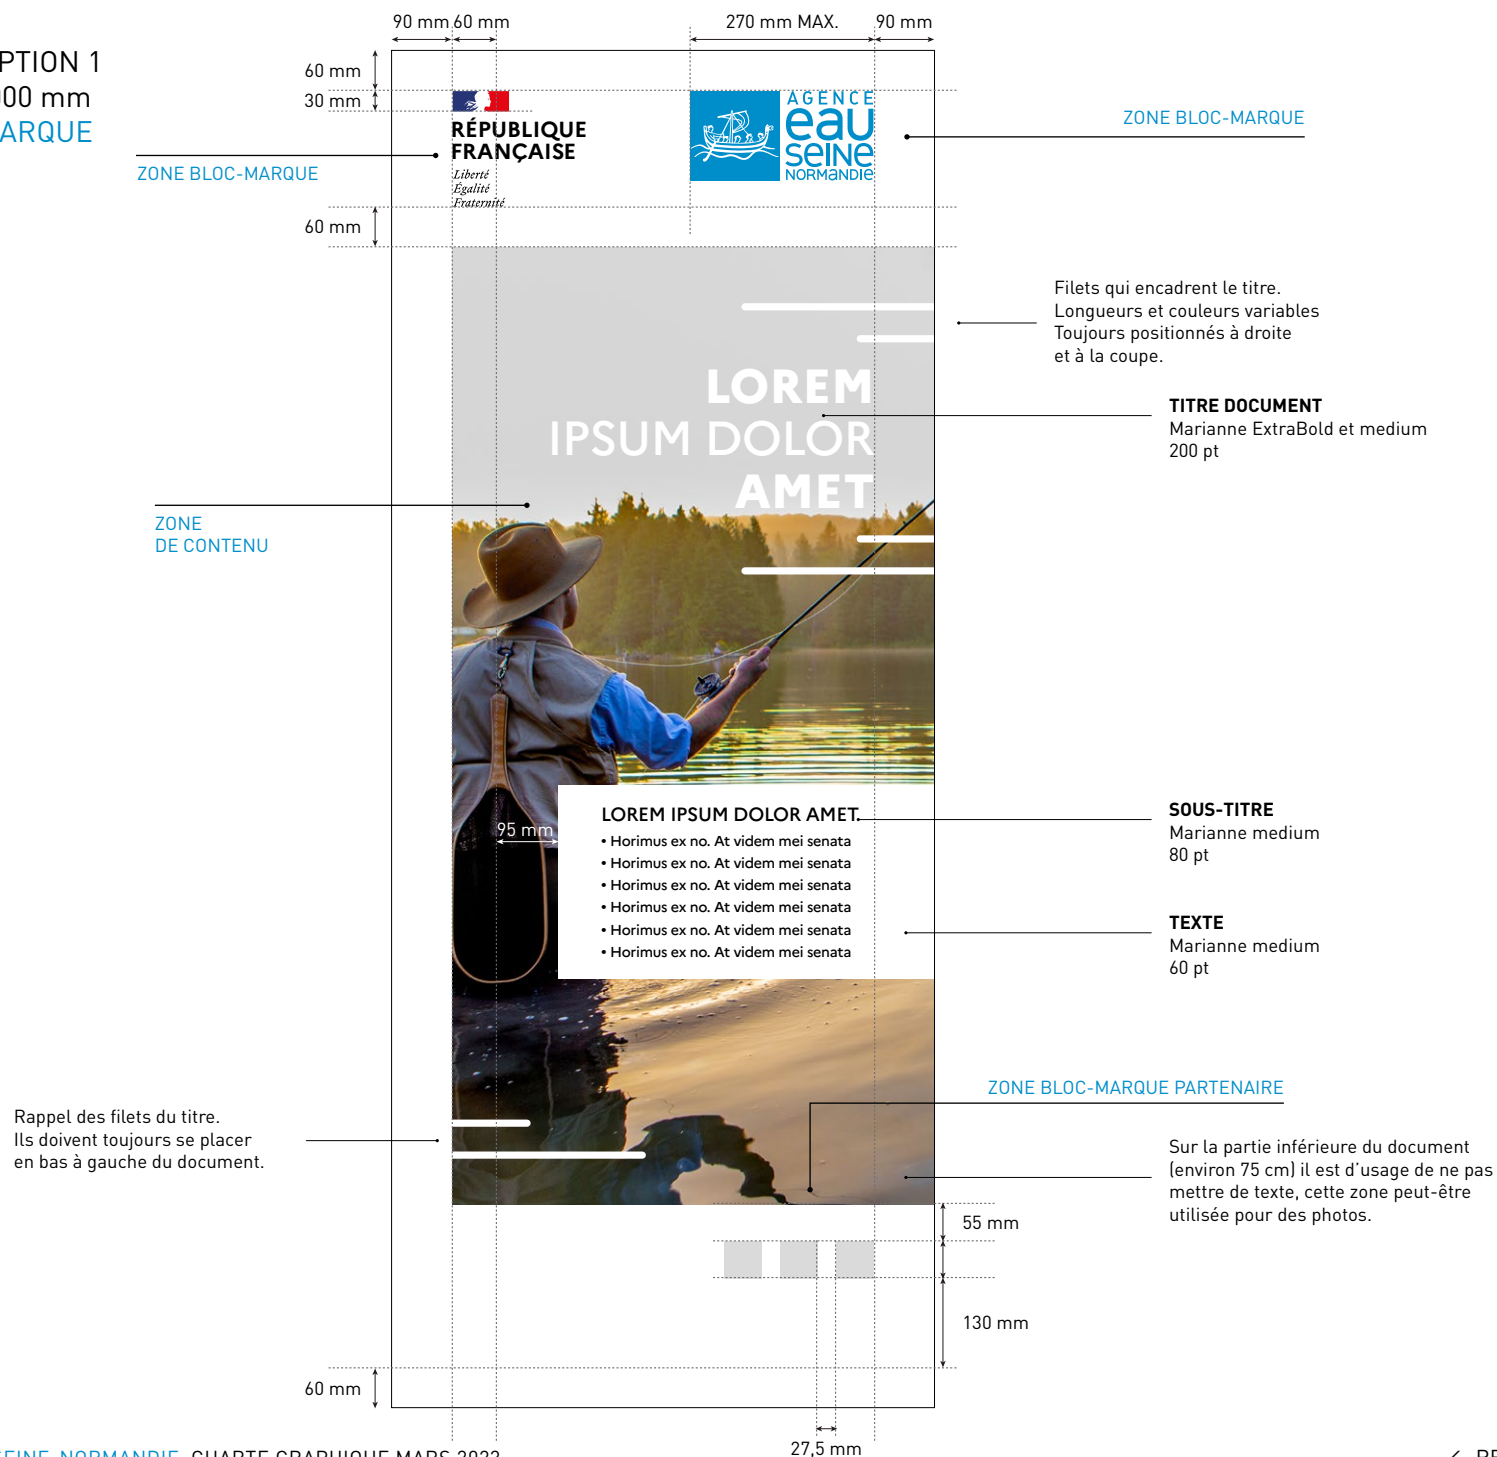 90 mm 60 mm
270 mm MAX.
90 mm
PTION 1
00 mm
ARQUE
60 mm
30 mm
RÉPUBLIQUE
FRANÇAISE
Liberté
Égalité
Fraternité
AGENCE
eau
SEINE
NORMANDIE
ZONE BLOC-MARQUE
ZONE BLOC-MARQUE
60 mm
Filets qui encadrent le titre.
Longueurs et couleurs variables
Toujours positionnés à droite
et à la coupe.
LOREM
IPSUM DOLOR
AMET
TITRE DOCUMENT
Marianne ExtraBold et medium
200 pt
ZONE
DE CONTENU
LOREM IPSUM DOLOR AMET
95 mm
• Horimus ex no. At videm mei senata
• Horimus ex no. At videm mei senata
• Horimus ex no. At videm mei senata
• Horimus ex no. At videm mei senata
• Horimus ex no. At videm mei senata
• Horimus ex no. At videm mei senata
SOUS-TITRE
Marianne medium
80 pt
TEXTE
Marianne medium
60 pt
ZONE BLOC-MARQUE PARTENAIRE
Rappel des filets du titre.
Ils doivent toujours se placer
en bas à gauche du document.
Sur la partie inférieure du document
(environ 75 cm) il est d'usage de ne pas
mettre de texte, cette zone peut-être
utilisée pour des photos.
55 mm
130 mm
60 mm
27,5 mm